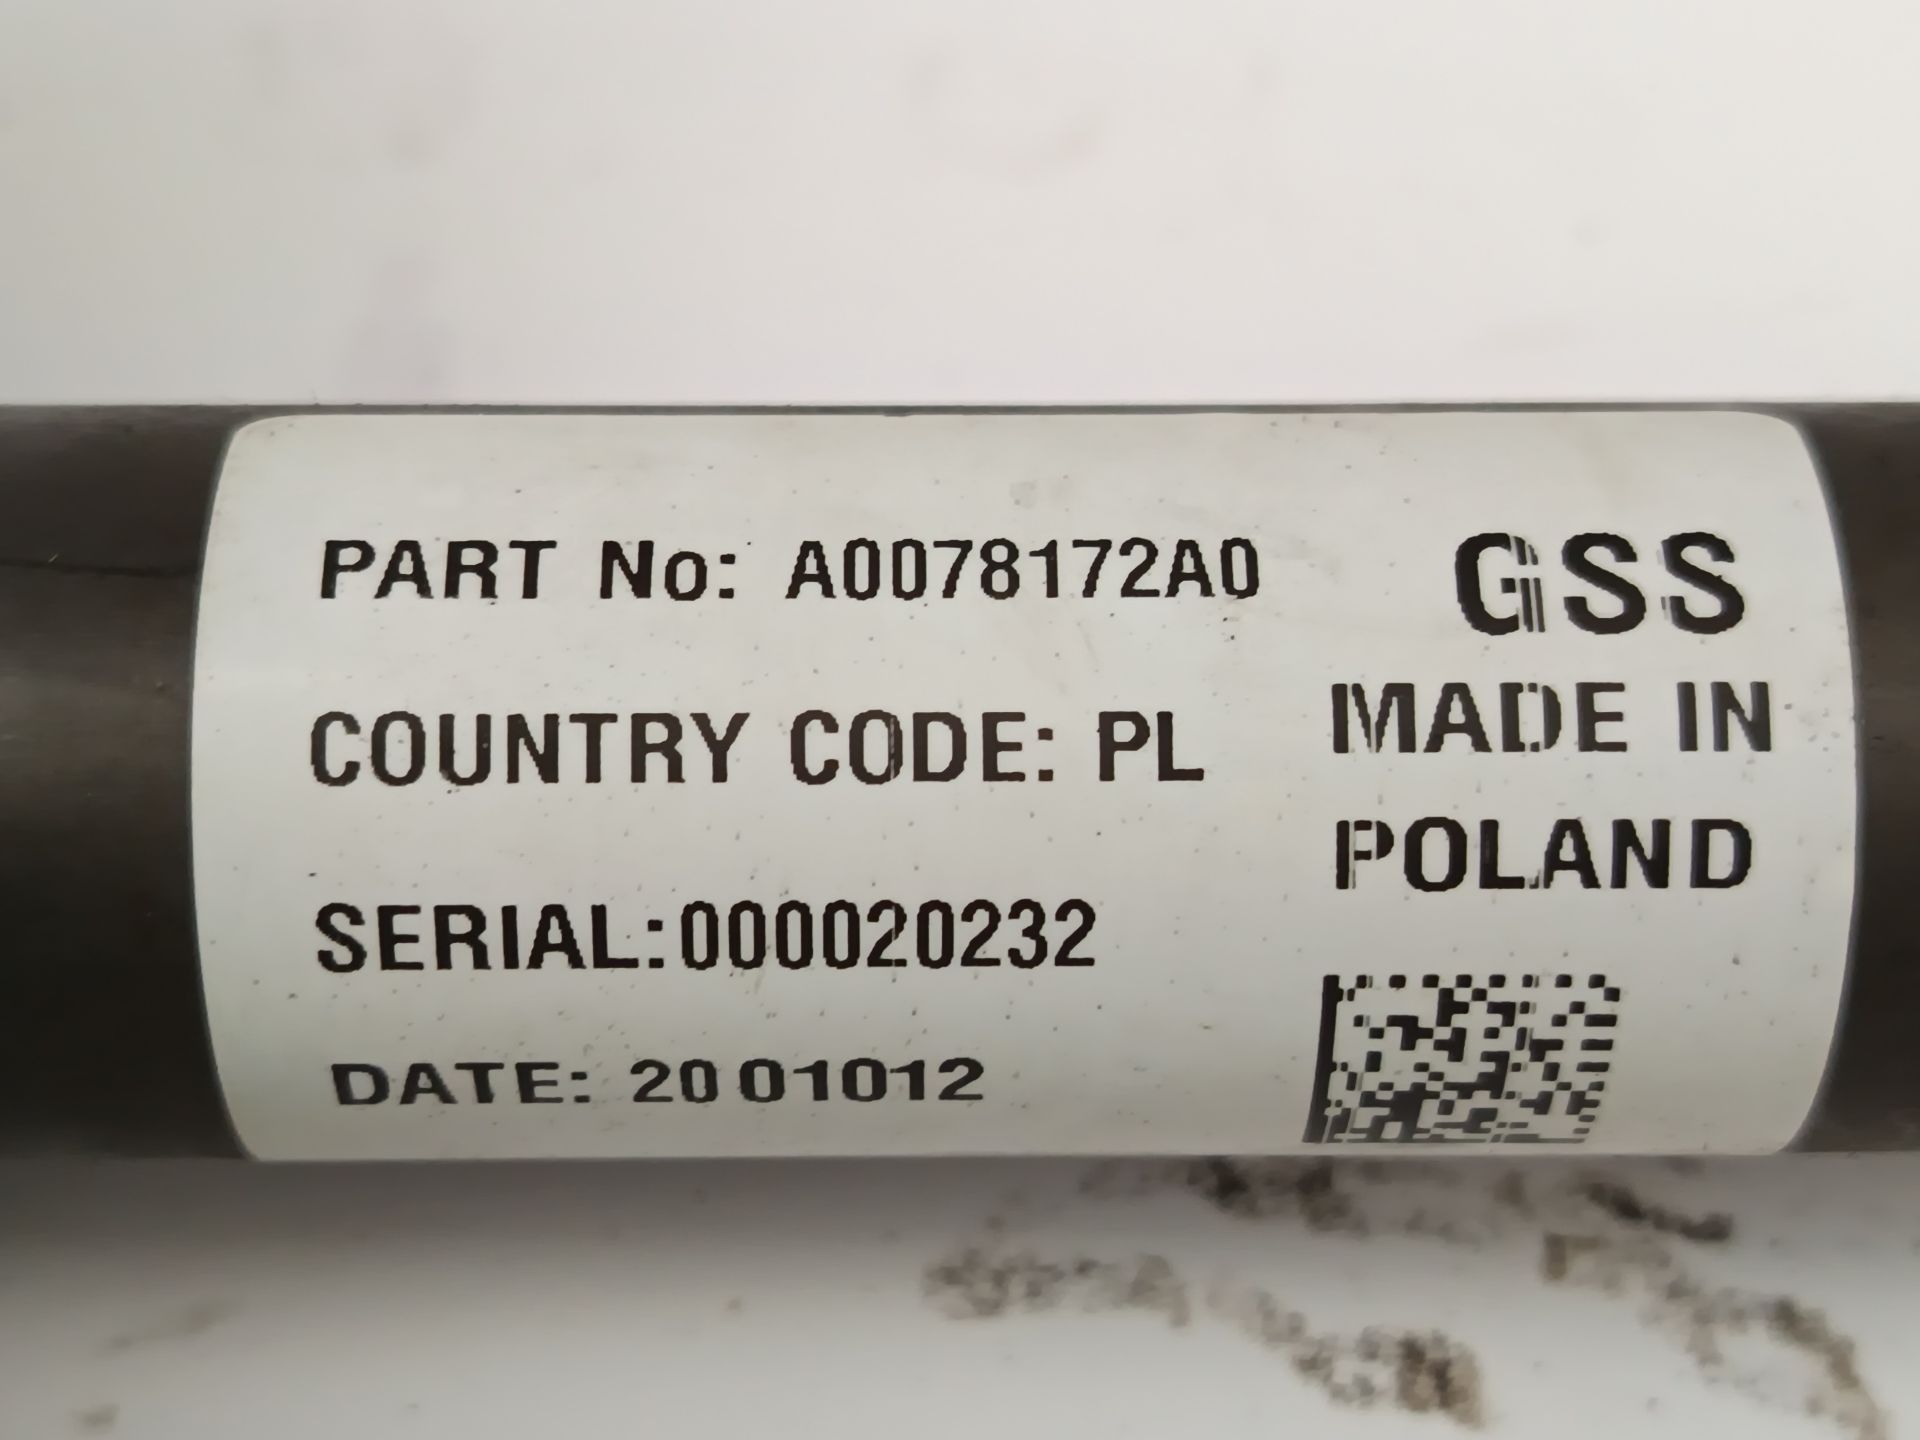 PART No: A0078172A0
COUNTRY CODE: PL
SERIAL:000020232
DATE: 20 01012
GSS
MADE IN
POLAND